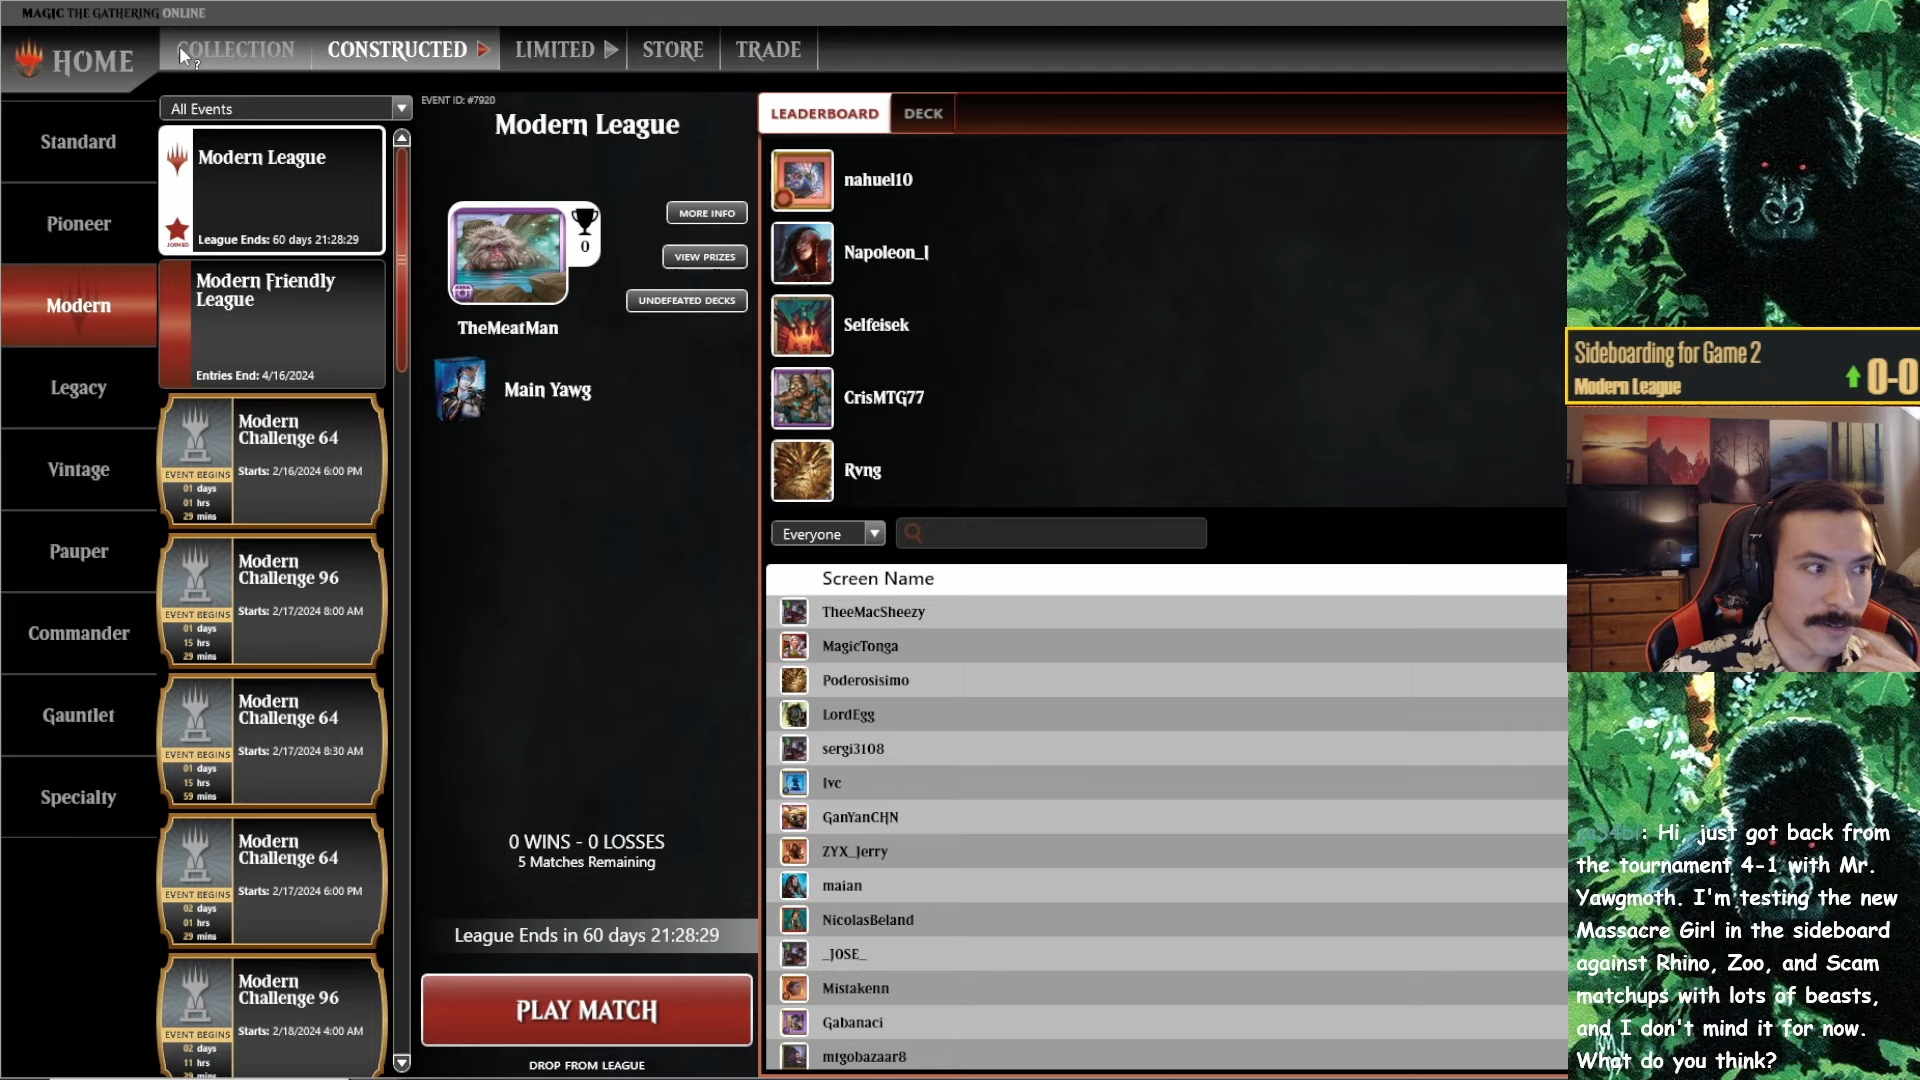 MAGIC THE GATHERING ONLINE
HOME
COLLECTION
CONSTRUCTED
LIMITED
STORE
TRADE
Standard
Pioneer
Modern
Legacy
Vintage
Pauper
Commander
Gauntlet
Specialty
All Events
Modern League
JOINED
League Ends: 60 days 21:28:29
Modern Friendly
League
Entries End: 4/16/2024
Modern
Challenge 64
Starts: 2/16/2024 6:00 PM
EVENT BEGINS
01 days
01 hrs
29 mins
Modern
Challenge 96
Starts: 2/17/2024 8:00 AM
EVENT BEGINS
01 days
15 hrs
29 mins
Modern
Challenge 64
Starts: 2/17/2024 8:30 AM
EVENT BEGINS
01 days
15 hrs
59 mins
Modern
Challenge 64
Starts: 2/17/2024 6:00 PM
EVENT BEGINS
02 days
01 hrs
29 mins
Modern
Challenge 96
Starts: 2/18/2024 4:00 AM
EVENT BEGINS
02 days
11 hrs
29 mins
EVENT ID: #7920
Modern League
0
MORE INFO
VIEW PRIZES
UNDEFEATED DECKS
TheMeatMan
Main Yawg
0 WINS - 0 LOSSES
5 Matches Remaining
League Ends in 60 days 21:28:29
PLAY MATCH
DROP FROM LEAGUE
LEADERBOARD
DECK
nahuel10
Napoleon_I
Selfeisek
CrisMTG77
Rvng
Everyone
Screen Name
TheeMacSheezy
MagicTonga
Poderosisimo
LordEgg
sergi3108
Ivc
GanYanCHN
ZYX_Jerry
maian
NicolasBeland
_JOSE_
Mistakenn
Gabanaci
mtgobazaar8
Sideboarding for Game 2
Modern League
0-0
: Hi, just got back from
the tournament 4-1 with Mr.
Yawgmoth. I'm testing the new
Massacre Girl in the sideboard
against Rhino, Zoo, and Scam
matchups with lots of beasts,
and I don't mind it for now.
What do you think?